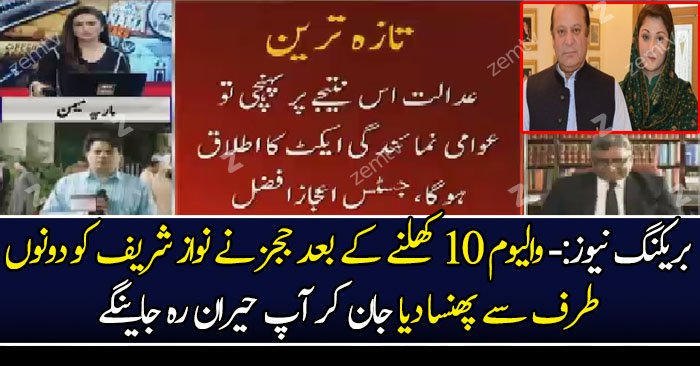 تازہ ترین
عدالت اس نتیجے پر پہنچی تو
عوامی نمائندگی ایکٹ کا اطلاق
ہوگا، جسٹس اعجاز افضل
ماریہ میمن
بریکنگ نیوز:- والیوم 10 کھلنے کے بعد ججز نے نواز شریف کو دونوں
طرف سے پھنسا دیا جان کر آپ حیران رہ جاینگے